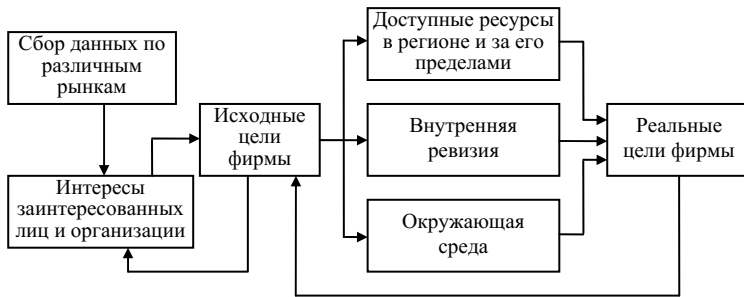 Сбор данных по
различным
рынкам
Интересы
заинтересованных
лиц и организации
Исходные
цели
фирмы
Доступные ресурсы
в регионе и за его
пределами
Внутренняя
ревизия
Окружающая
среда
Реальные
цели фирмы